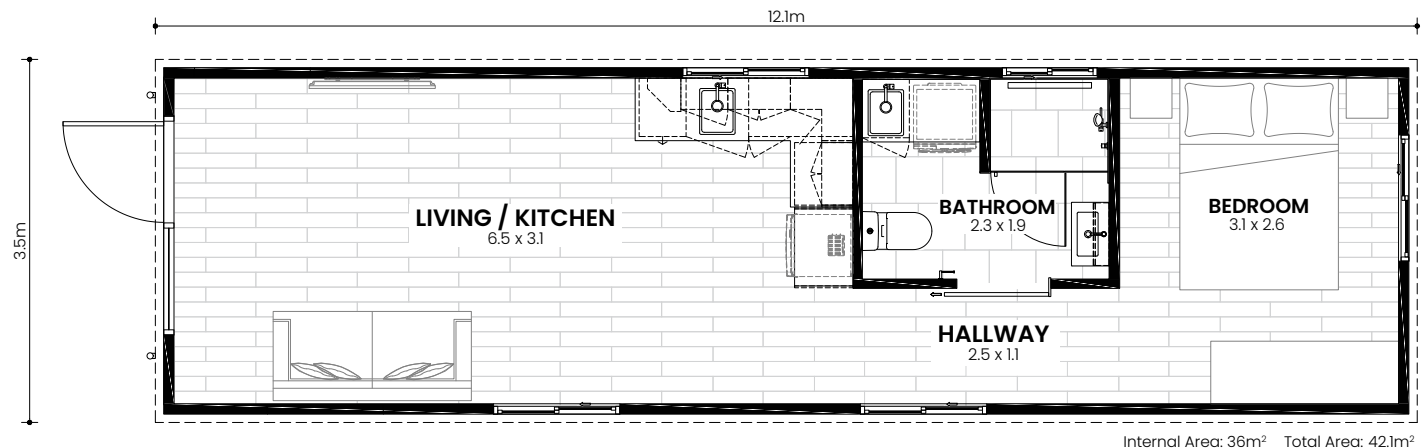 12.1m
3.5m
LIVING / KITCHEN
6.5 x 3.1
BATHROOM
2.3 x 1.9
BEDROOM
3.1 x 2.6
HALLWAY
2.5 x 1.1
Internal Area: 36m² Total Area: 42.1m²